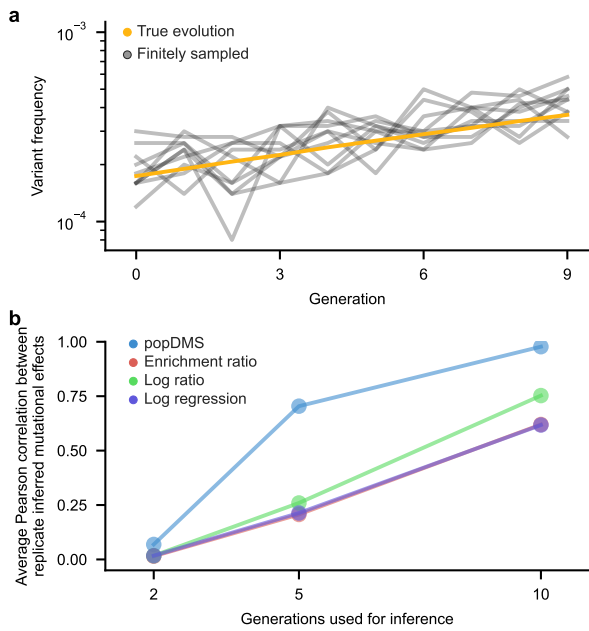 a
10⁻³
True evolution
Finitely sampled
Variant frequency
10⁻⁴
0 3 6 9
Generation
b
Average Pearson correlation between
replicate inferred mutational effects
1.00
popDMS
Enrichment ratio
Log ratio
Log regression
0.75
0.50
0.25
0.00
2 5 10
Generations used for inference